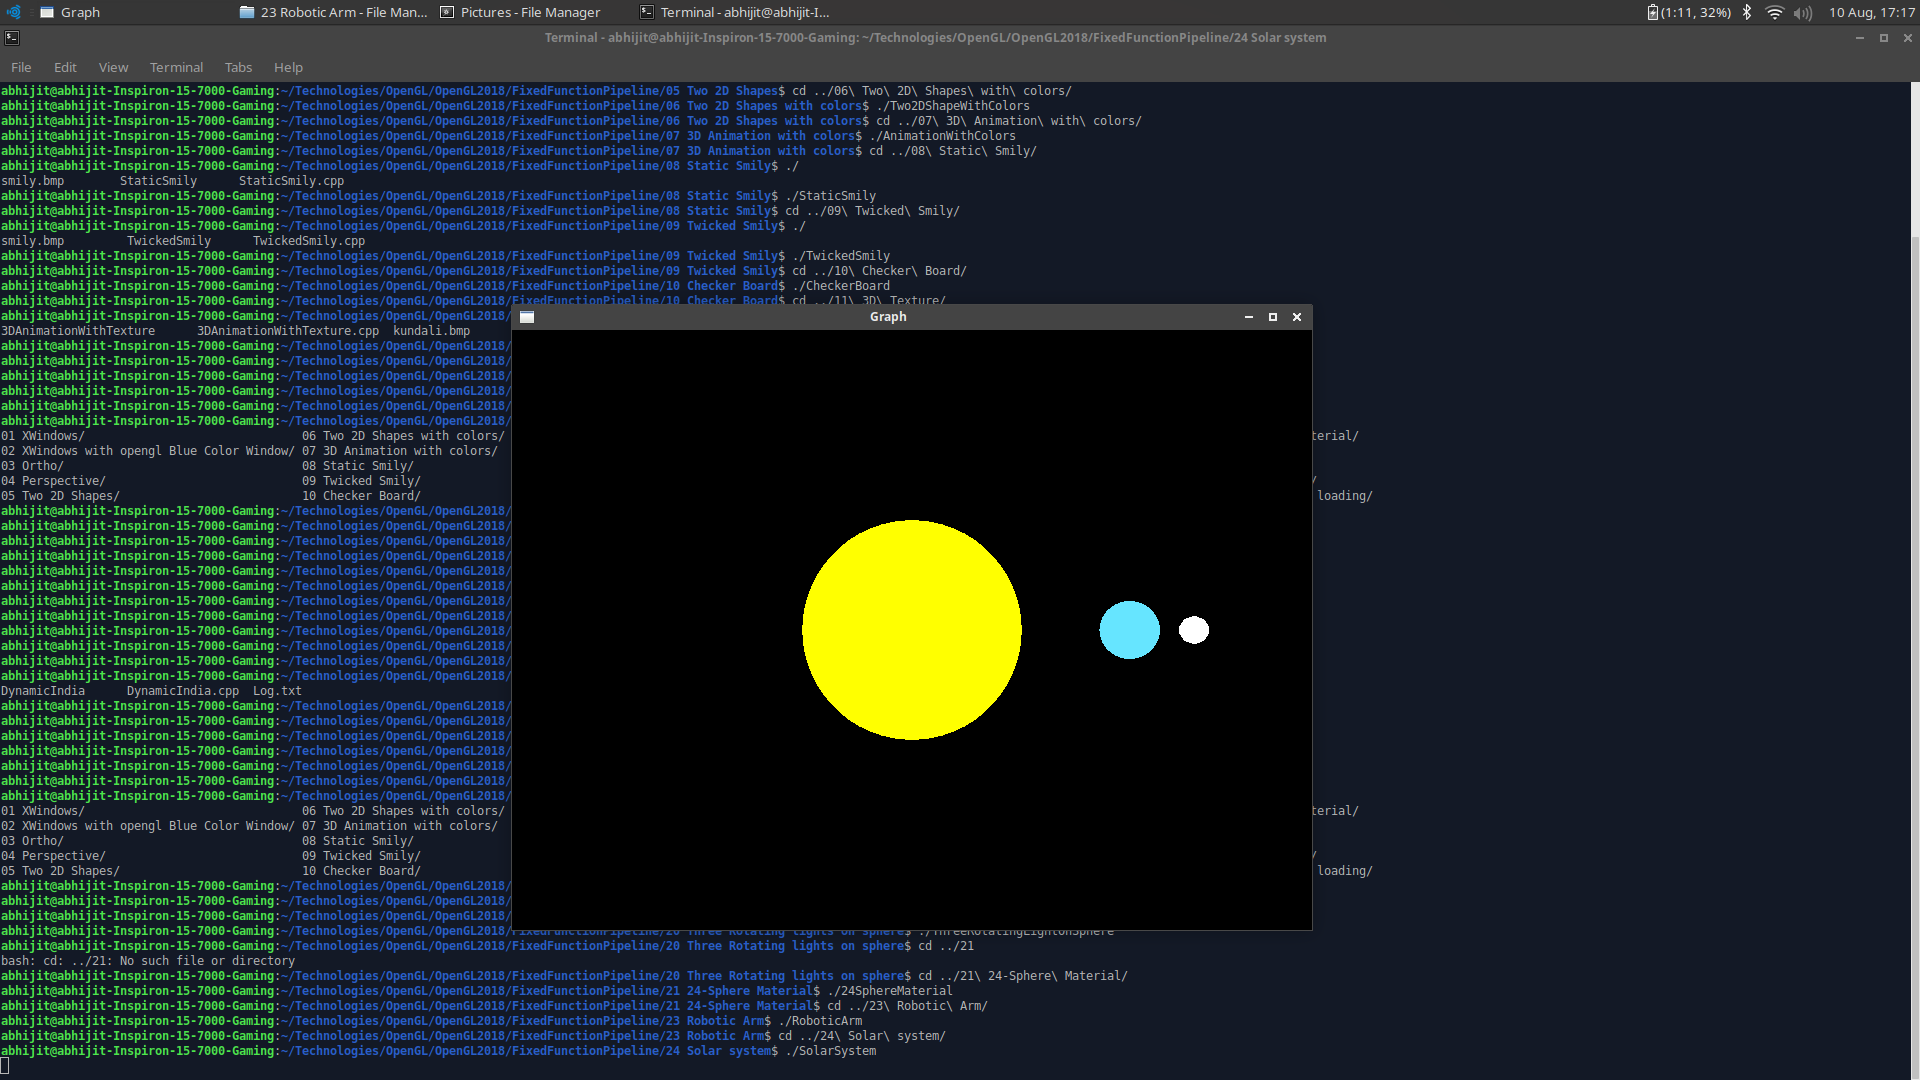 Graph
23 Robotic Arm - File Man...
Pictures - File Manager
Terminal - abhijit@abhijit-I...
(1:11, 32%)
10 Aug, 17:17
Terminal - abhijit@abhijit-Inspiron-15-7000-Gaming: ~/Technologies/OpenGL/OpenGL2018/FixedFunctionPipeline/24 Solar system
File Edit View Terminal Tabs Help
abhijit@abhijit-Inspiron-15-7000-Gaming:~/Technologies/OpenGL/OpenGL2018/FixedFunctionPipeline/05 Two 2D Shapes$ cd ../06\ Two\ 2D\ Shapes\ with\ colors/
abhijit@abhijit-Inspiron-15-7000-Gaming:~/Technologies/OpenGL/OpenGL2018/FixedFunctionPipeline/06 Two 2D Shapes with colors$ ./Two2DShapeWithColors
abhijit@abhijit-Inspiron-15-7000-Gaming:~/Technologies/OpenGL/OpenGL2018/FixedFunctionPipeline/06 Two 2D Shapes with colors$ cd ../07\ 3D\ Animation\ with\ colors/
abhijit@abhijit-Inspiron-15-7000-Gaming:~/Technologies/OpenGL/OpenGL2018/FixedFunctionPipeline/07 3D Animation with colors$ ./AnimationWithColors
abhijit@abhijit-Inspiron-15-7000-Gaming:~/Technologies/OpenGL/OpenGL2018/FixedFunctionPipeline/07 3D Animation with colors$ cd ../08\ Static\ Smily/
abhijit@abhijit-Inspiron-15-7000-Gaming:~/Technologies/OpenGL/OpenGL2018/FixedFunctionPipeline/08 Static Smily$ ./
smily.bmp StaticSmily StaticSmily.cpp
abhijit@abhijit-Inspiron-15-7000-Gaming:~/Technologies/OpenGL/OpenGL2018/FixedFunctionPipeline/08 Static Smily$ ./StaticSmily
abhijit@abhijit-Inspiron-15-7000-Gaming:~/Technologies/OpenGL/OpenGL2018/FixedFunctionPipeline/08 Static Smily$ cd ../09\ Twicked\ Smily/
abhijit@abhijit-Inspiron-15-7000-Gaming:~/Technologies/OpenGL/OpenGL2018/FixedFunctionPipeline/09 Twicked Smily$ ./
smily.bmp TwickedSmily TwickedSmily.cpp
abhijit@abhijit-Inspiron-15-7000-Gaming:~/Technologies/OpenGL/OpenGL2018/FixedFunctionPipeline/09 Twicked Smily$ ./TwickedSmily
abhijit@abhijit-Inspiron-15-7000-Gaming:~/Technologies/OpenGL/OpenGL2018/FixedFunctionPipeline/09 Twicked Smily$ cd ../10\ Checker\ Board/
abhijit@abhijit-Inspiron-15-7000-Gaming:~/Technologies/OpenGL/OpenGL2018/FixedFunctionPipeline/10 Checker Board$ ./CheckerBoard
abhijit@abhijit-Inspiron-15-7000-Gaming:~/Technologies/OpenGL/OpenGL2018/FixedFunctionPipeline/10 Checker Board$ cd ../11\ 3D\ Texture/
abhijit@abhijit-Inspiron-15-7000-Gaming:~/Technologies/OpenGL/OpenGL2018/
Graph
3DAnimationWithTexture 3DAnimationWithTexture.cpp kundali.bmp
abhijit@abhijit-Inspiron-15-7000-Gaming:~/Technologies/OpenGL/OpenGL2018/
abhijit@abhijit-Inspiron-15-7000-Gaming:~/Technologies/OpenGL/OpenGL2018/
abhijit@abhijit-Inspiron-15-7000-Gaming:~/Technologies/OpenGL/OpenGL2018/
abhijit@abhijit-Inspiron-15-7000-Gaming:~/Technologies/OpenGL/OpenGL2018/
abhijit@abhijit-Inspiron-15-7000-Gaming:~/Technologies/OpenGL/OpenGL2018/
abhijit@abhijit-Inspiron-15-7000-Gaming:~/Technologies/OpenGL/OpenGL2018/
01 XWindows/ 06 Two 2D Shapes with colors/ terial/
02 XWindows with opengl Blue Color Window/ 07 3D Animation with colors/
03 Ortho/ 08 Static Smily/
04 Perspective/ 09 Twicked Smily/ /
05 Two 2D Shapes/ 10 Checker Board/ loading/
abhijit@abhijit-Inspiron-15-7000-Gaming:~/Technologies/OpenGL/OpenGL2018/
abhijit@abhijit-Inspiron-15-7000-Gaming:~/Technologies/OpenGL/OpenGL2018/
abhijit@abhijit-Inspiron-15-7000-Gaming:~/Technologies/OpenGL/OpenGL2018/
abhijit@abhijit-Inspiron-15-7000-Gaming:~/Technologies/OpenGL/OpenGL2018/
abhijit@abhijit-Inspiron-15-7000-Gaming:~/Technologies/OpenGL/OpenGL2018/
abhijit@abhijit-Inspiron-15-7000-Gaming:~/Technologies/OpenGL/OpenGL2018/
abhijit@abhijit-Inspiron-15-7000-Gaming:~/Technologies/OpenGL/OpenGL2018/
abhijit@abhijit-Inspiron-15-7000-Gaming:~/Technologies/OpenGL/OpenGL2018/
abhijit@abhijit-Inspiron-15-7000-Gaming:~/Technologies/OpenGL/OpenGL2018/
abhijit@abhijit-Inspiron-15-7000-Gaming:~/Technologies/OpenGL/OpenGL2018/
abhijit@abhijit-Inspiron-15-7000-Gaming:~/Technologies/OpenGL/OpenGL2018/
abhijit@abhijit-Inspiron-15-7000-Gaming:~/Technologies/OpenGL/OpenGL2018/
DynamicIndia DynamicIndia.cpp Log.txt
abhijit@abhijit-Inspiron-15-7000-Gaming:~/Technologies/OpenGL/OpenGL2018/
abhijit@abhijit-Inspiron-15-7000-Gaming:~/Technologies/OpenGL/OpenGL2018/
abhijit@abhijit-Inspiron-15-7000-Gaming:~/Technologies/OpenGL/OpenGL2018/
abhijit@abhijit-Inspiron-15-7000-Gaming:~/Technologies/OpenGL/OpenGL2018/
abhijit@abhijit-Inspiron-15-7000-Gaming:~/Technologies/OpenGL/OpenGL2018/
abhijit@abhijit-Inspiron-15-7000-Gaming:~/Technologies/OpenGL/OpenGL2018/
abhijit@abhijit-Inspiron-15-7000-Gaming:~/Technologies/OpenGL/OpenGL2018/
01 XWindows/ 06 Two 2D Shapes with colors/ terial/
02 XWindows with opengl Blue Color Window/ 07 3D Animation with colors/
03 Ortho/ 08 Static Smily/
04 Perspective/ 09 Twicked Smily/ /
05 Two 2D Shapes/ 10 Checker Board/ loading/
abhijit@abhijit-Inspiron-15-7000-Gaming:~/Technologies/OpenGL/OpenGL2018/
abhijit@abhijit-Inspiron-15-7000-Gaming:~/Technologies/OpenGL/OpenGL2018/
abhijit@abhijit-Inspiron-15-7000-Gaming:~/Technologies/OpenGL/OpenGL2018/
abhijit@abhijit-Inspiron-15-7000-Gaming:~/Technologies/OpenGL/OpenGL2018/FixedFunctionPipeline/20 Three Rotating lights on sphere$ ./ThreeRotatingLightonSphere
abhijit@abhijit-Inspiron-15-7000-Gaming:~/Technologies/OpenGL/OpenGL2018/FixedFunctionPipeline/20 Three Rotating lights on sphere$ cd ../21
bash: cd: ../21: No such file or directory
abhijit@abhijit-Inspiron-15-7000-Gaming:~/Technologies/OpenGL/OpenGL2018/FixedFunctionPipeline/20 Three Rotating lights on sphere$ cd ../21\ 24-Sphere\ Material/
abhijit@abhijit-Inspiron-15-7000-Gaming:~/Technologies/OpenGL/OpenGL2018/FixedFunctionPipeline/21 24-Sphere Material$ ./24SphereMaterial
abhijit@abhijit-Inspiron-15-7000-Gaming:~/Technologies/OpenGL/OpenGL2018/FixedFunctionPipeline/21 24-Sphere Material$ cd ../23\ Robotic\ Arm/
abhijit@abhijit-Inspiron-15-7000-Gaming:~/Technologies/OpenGL/OpenGL2018/FixedFunctionPipeline/23 Robotic Arm$ ./RoboticArm
abhijit@abhijit-Inspiron-15-7000-Gaming:~/Technologies/OpenGL/OpenGL2018/FixedFunctionPipeline/23 Robotic Arm$ cd ../24\ Solar\ system/
abhijit@abhijit-Inspiron-15-7000-Gaming:~/Technologies/OpenGL/OpenGL2018/FixedFunctionPipeline/24 Solar system$ ./SolarSystem